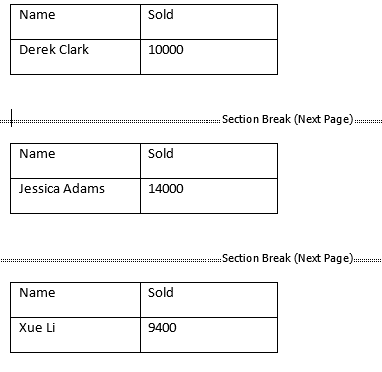 Name Sold
Derek Clark 10000
Section Break (Next Page)
Name Sold
Jessica Adams 14000
Section Break (Next Page)
Name Sold
Xue Li 9400